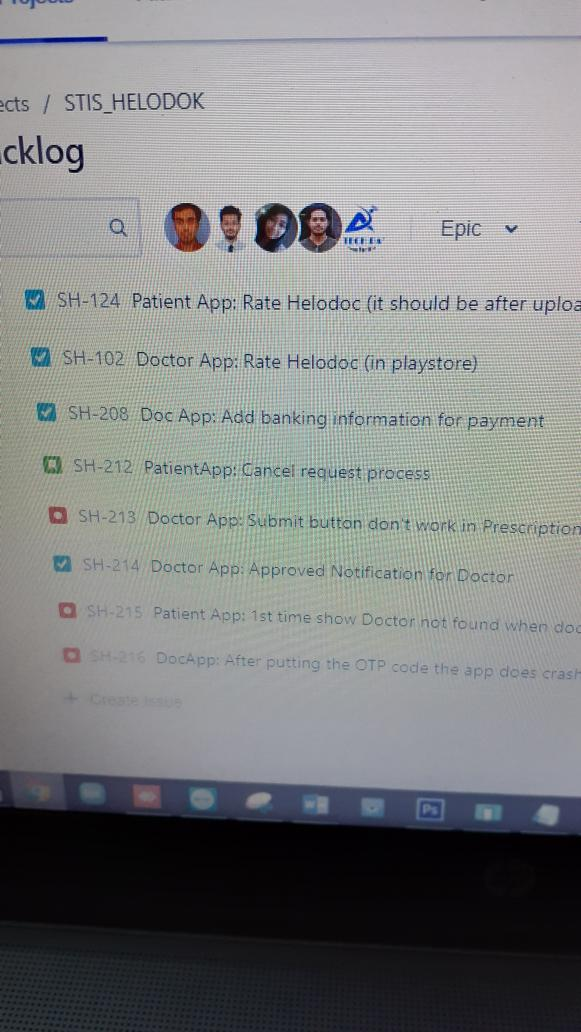 ects / STIS_HELODOK
cklog
Epic
SH-124 Patient App: Rate Helodoc (it should be after uploa
SH-102 Doctor App: Rate Helodoc (in playstore)
SH-208 Doc App: Add banking information for payment
SH-212 PatientApp: Cancel request process
SH-213 Doctor App: Submit button don't work in Prescription
SH-214 Doctor App: Approved Notification for Doctor
SH-215 Patient App: 1st time show Doctor not found when doc
SH-216 DocApp: After putting the OTP code the app does crash
+ Create issue
Ps